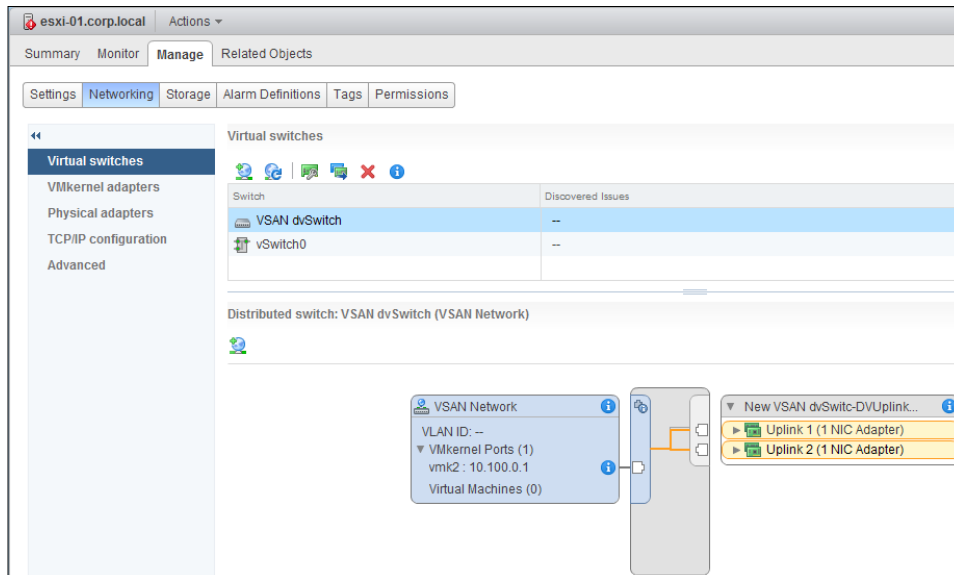 esxi-01.corp.local Actions
Summary Monitor Manage Related Objects
Settings Networking Storage Alarm Definitions Tags Permissions
Virtual switches
VMkernel adapters
Physical adapters
TCP/IP configuration
Advanced
Virtual switches
Switch Discovered Issues
VSAN dvSwitch --
vSwitch0 --
Distributed switch: VSAN dvSwitch (VSAN Network)
VSAN Network
VLAN ID: --
VMkernel Ports (1)
vmk2 : 10.100.0.1
Virtual Machines (0)
New VSAN dvSwitc-DVUplink...
Uplink 1 (1 NIC Adapter)
Uplink 2 (1 NIC Adapter)